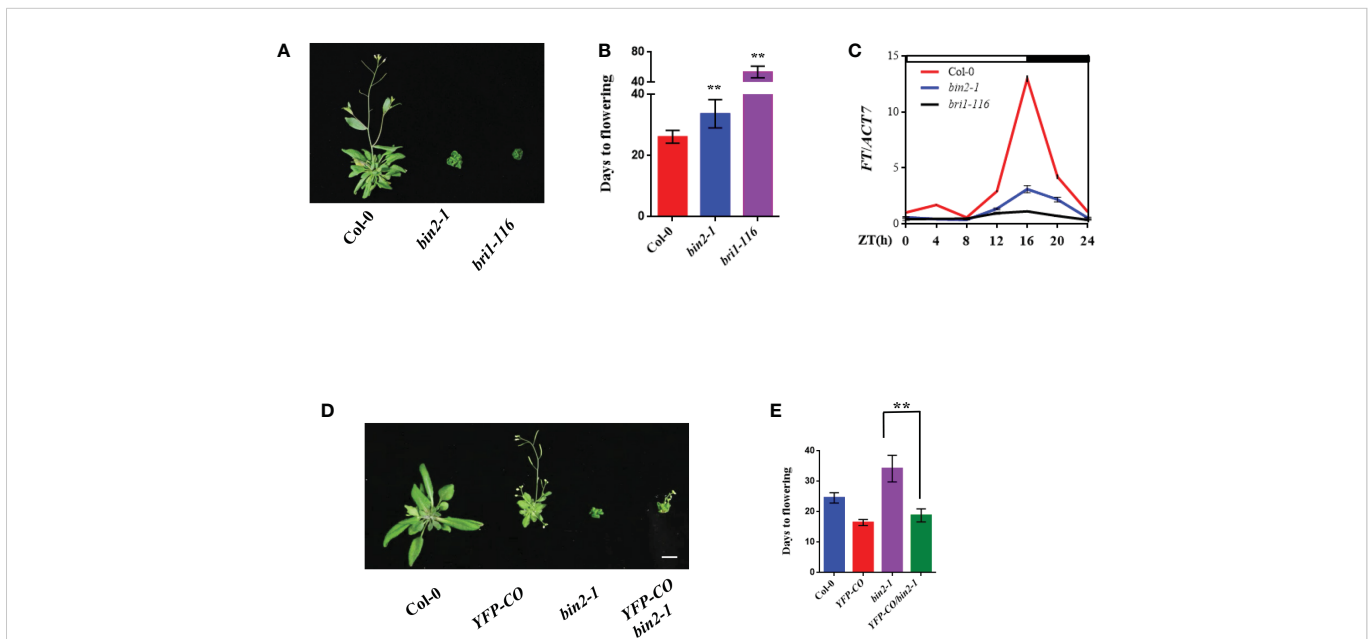 A
Col-0
bin2-1
bri1-116
B
Days to flowering
80
40
40
20
0
**
**
Col-0
bin2-1
bri1-116
C
FT/ACT7
15
10
5
0
Col-0
bin2-1
bri1-116
ZT(h) 0 4 8 12 16 20 24
D
Col-0
YFP-CO
bin2-1
YFP-CO
bin2-1
E
**
Days to flowering
40
30
20
10
0
Col-0
YFP-CO
bin2-1
YFP-CO/bin2-1